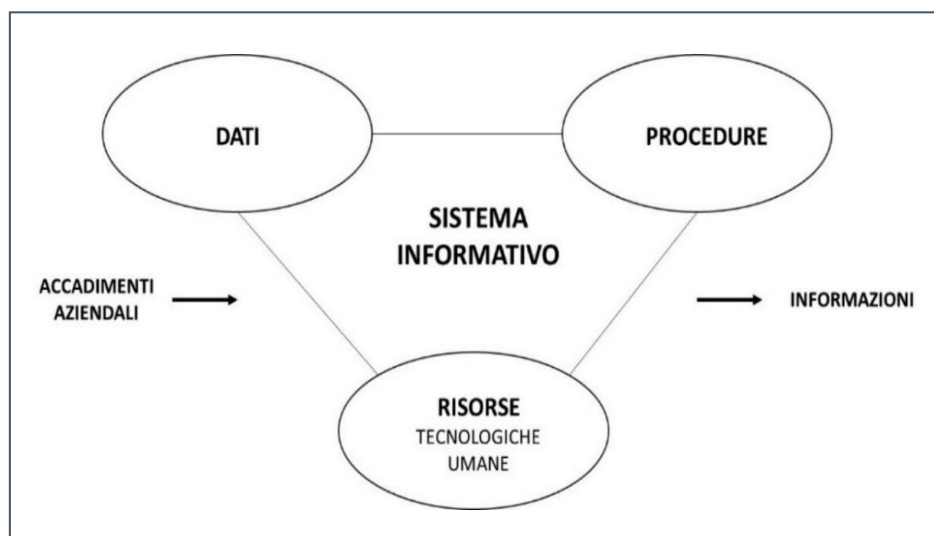 DATI
PROCEDURE
SISTEMA
INFORMATIVO
ACCADIMENTI
AZIENDALI
INFORMAZIONI
RISORSE
TECNOLOGICHE
UMANE